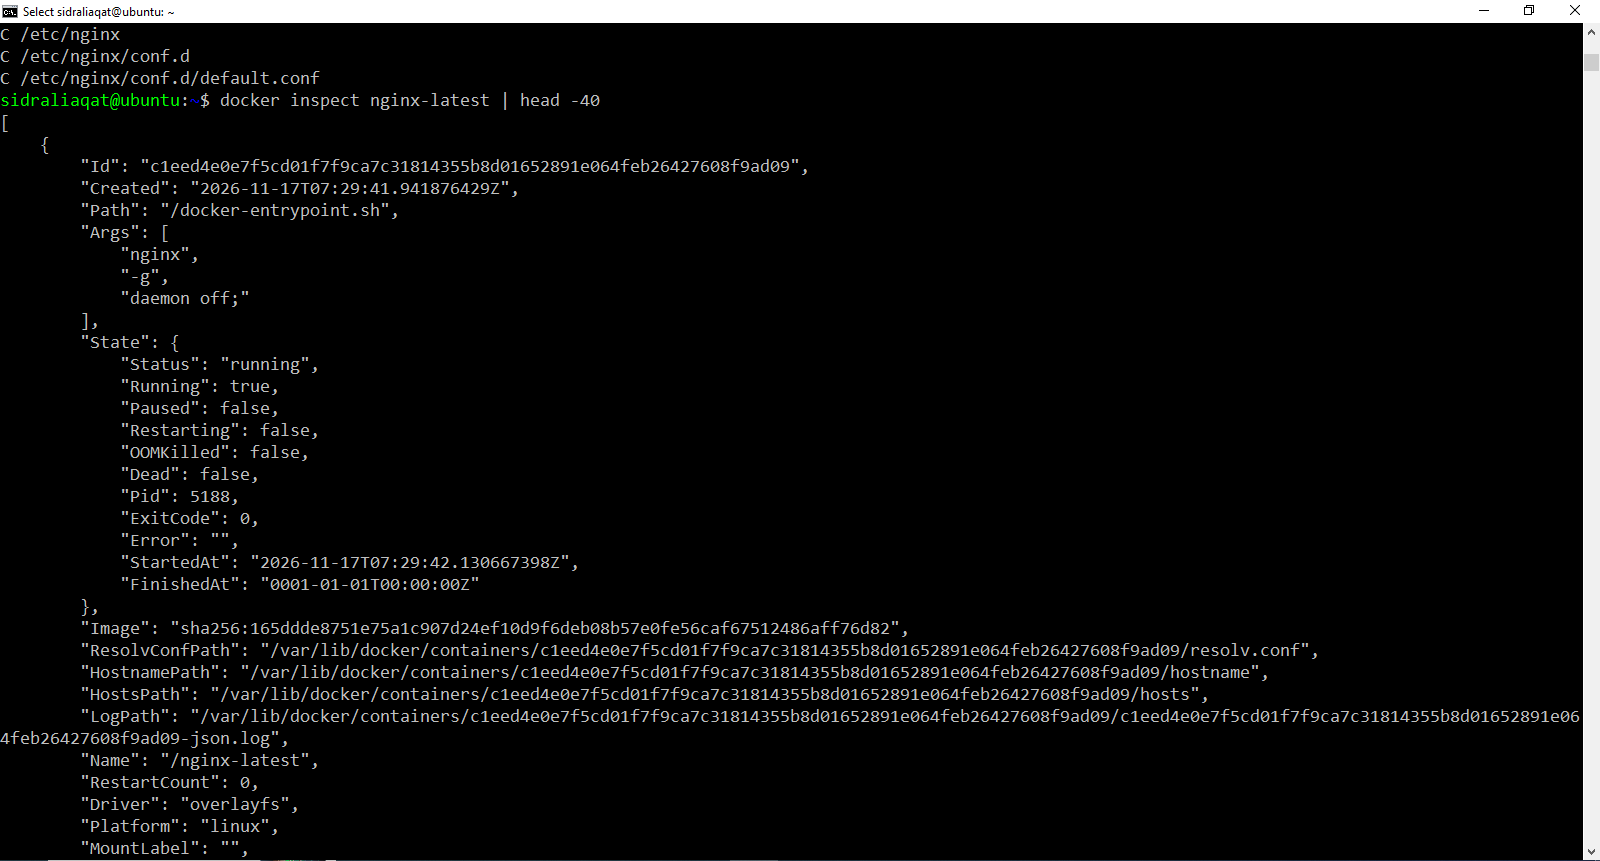 Select sidraliaqat@ubuntu: ~
C /etc/nginx
C /etc/nginx/conf.d
C /etc/nginx/conf.d/default.conf
sidraliaqat@ubuntu:~$ docker inspect nginx-latest | head -40
[
    {
        "Id": "c1eed4e0e7f5cd01f7f9ca7c31814355b8d01652891e064feb26427608f9ad09",
        "Created": "2026-11-17T07:29:41.941876429Z",
        "Path": "/docker-entrypoint.sh",
        "Args": [
            "nginx",
            "-g",
            "daemon off;"
        ],
        "State": {
            "Status": "running",
            "Running": true,
            "Paused": false,
            "Restarting": false,
            "OOMKilled": false,
            "Dead": false,
            "Pid": 5188,
            "ExitCode": 0,
            "Error": "",
            "StartedAt": "2026-11-17T07:29:42.130667398Z",
            "FinishedAt": "0001-01-01T00:00:00Z"
        },
        "Image": "sha256:165ddde8751e75a1c907d24ef10d9f6deb08b57e0fe56caf67512486aff76d82",
        "ResolvConfPath": "/var/lib/docker/containers/c1eed4e0e7f5cd01f7f9ca7c31814355b8d01652891e064feb26427608f9ad09/resolv.conf",
        "HostnamePath": "/var/lib/docker/containers/c1eed4e0e7f5cd01f7f9ca7c31814355b8d01652891e064feb26427608f9ad09/hostname",
        "HostsPath": "/var/lib/docker/containers/c1eed4e0e7f5cd01f7f9ca7c31814355b8d01652891e064feb26427608f9ad09/hosts",
        "LogPath": "/var/lib/docker/containers/c1eed4e0e7f5cd01f7f9ca7c31814355b8d01652891e064feb26427608f9ad09/c1eed4e0e7f5cd01f7f9ca7c31814355b8d01652891e06
4feb26427608f9ad09-json.log",
        "Name": "/nginx-latest",
        "RestartCount": 0,
        "Driver": "overlayfs",
        "Platform": "linux",
        "MountLabel": "",